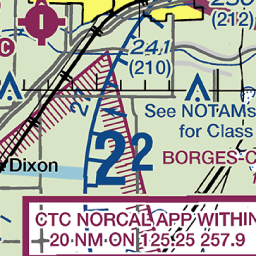 (212)
C
I
241
(210)
See NOTAMs
for Class
BORGES-C
22
Dixon
CTC NORCAL APP WITHIN
20 NM ON 125.25 257.9